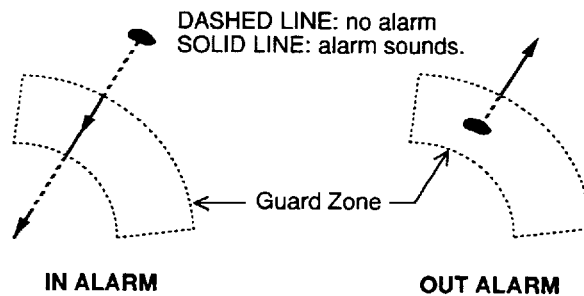 DASHED LINE: no alarm
SOLID LINE: alarm sounds.
Guard Zone
IN ALARM
OUT ALARM